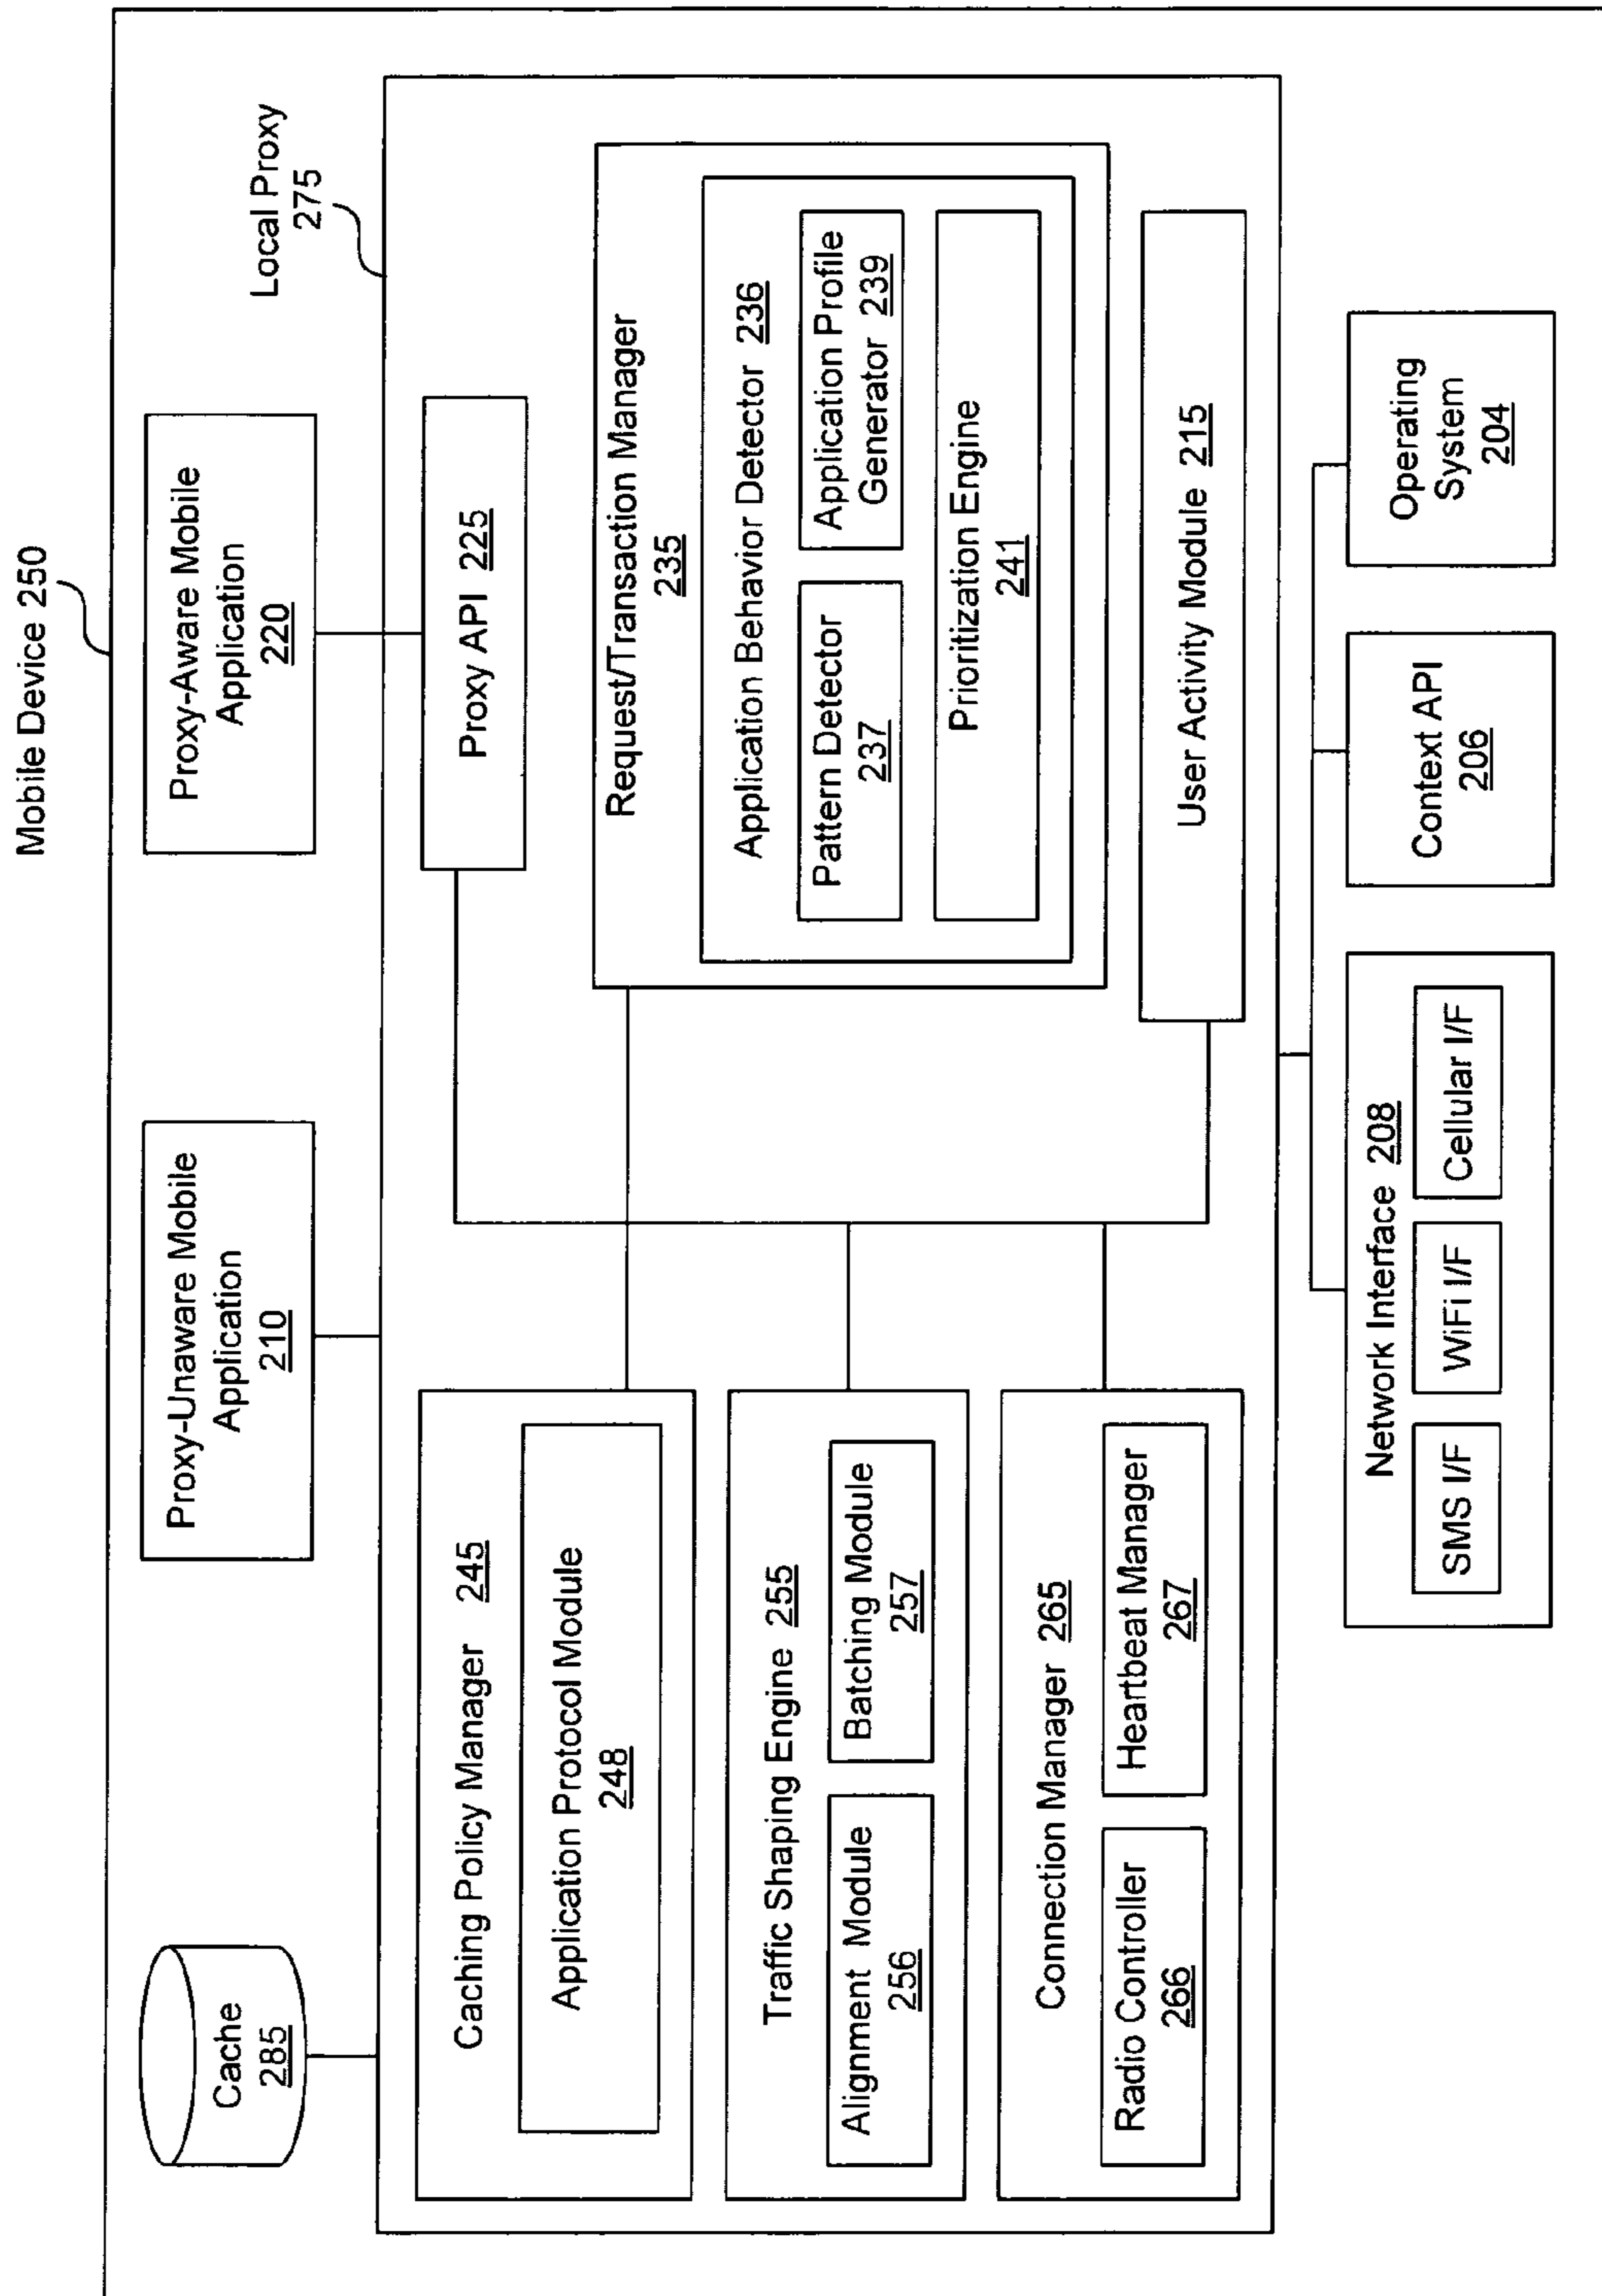 Mobile Device 250
Cache
285
Proxy-Unaware Mobile
Application
210
Proxy-Aware Mobile
Application
220
Local Proxy
275
Caching Policy Manager 245
Application Protocol Module
248
Traffic Shaping Engine 255
Alignment Module
256
Batching Module
257
Connection Manager 265
Radio Controller
266
Heartbeat Manager
267
Proxy API 225
Request/Transaction Manager
235
Application Behavior Detector 236
Pattern Detector
237
Application Profile
Generator 239
Prioritization Engine
241
User Activity Module 215
Network Interface 208
SMS I/F
WiFi I/F
Cellular I/F
Context API
206
Operating
System
204